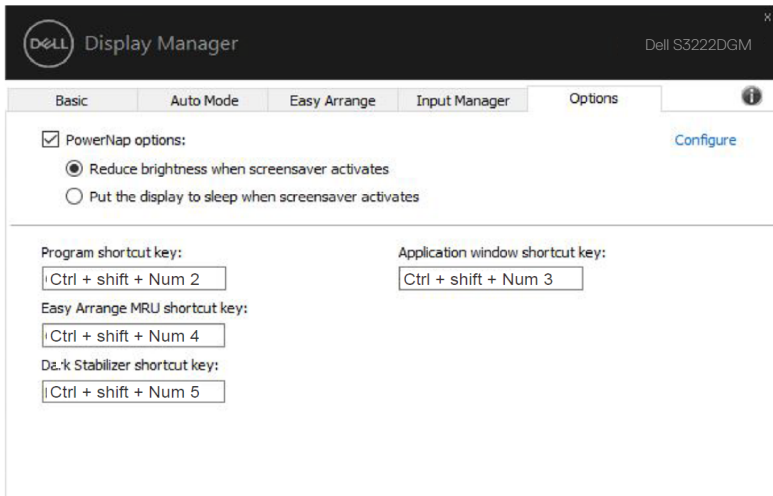 DELL Display Manager
Dell S3222DGM
Basic Auto Mode Easy Arrange Input Manager Options
PowerNap options:
Configure
Reduce brightness when screensaver activates
Put the display to sleep when screensaver activates
Program shortcut key:
Application window shortcut key:
Ctrl + shift + Num 2
Ctrl + shift + Num 3
Easy Arrange MRU shortcut key:
Ctrl + shift + Num 4
Dark Stabilizer shortcut key:
Ctrl + shift + Num 5